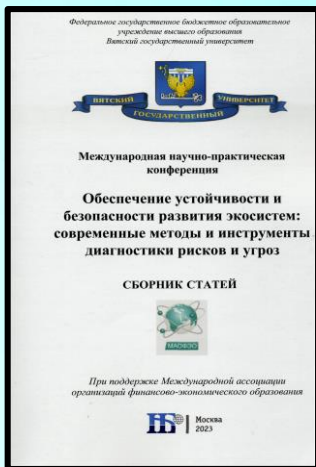 Федеральное государственное бюджетное образовательное
учреждение высшего образования
Вятский государственный университет
ВЯТСКИЙ
ГОСУДАРСТВЕННЫЙ
УНИВЕРСИТЕТ
Международная научно-практическая
конференция
Обеспечение устойчивости и
безопасности развития экосистем:
современные методы и инструменты
диагностики рисков и угроз
СБОРНИК СТАТЕЙ
МАОФЭО
При поддержке Международной ассоциации
организаций финансово-экономического образования
НБ
Москва
2023